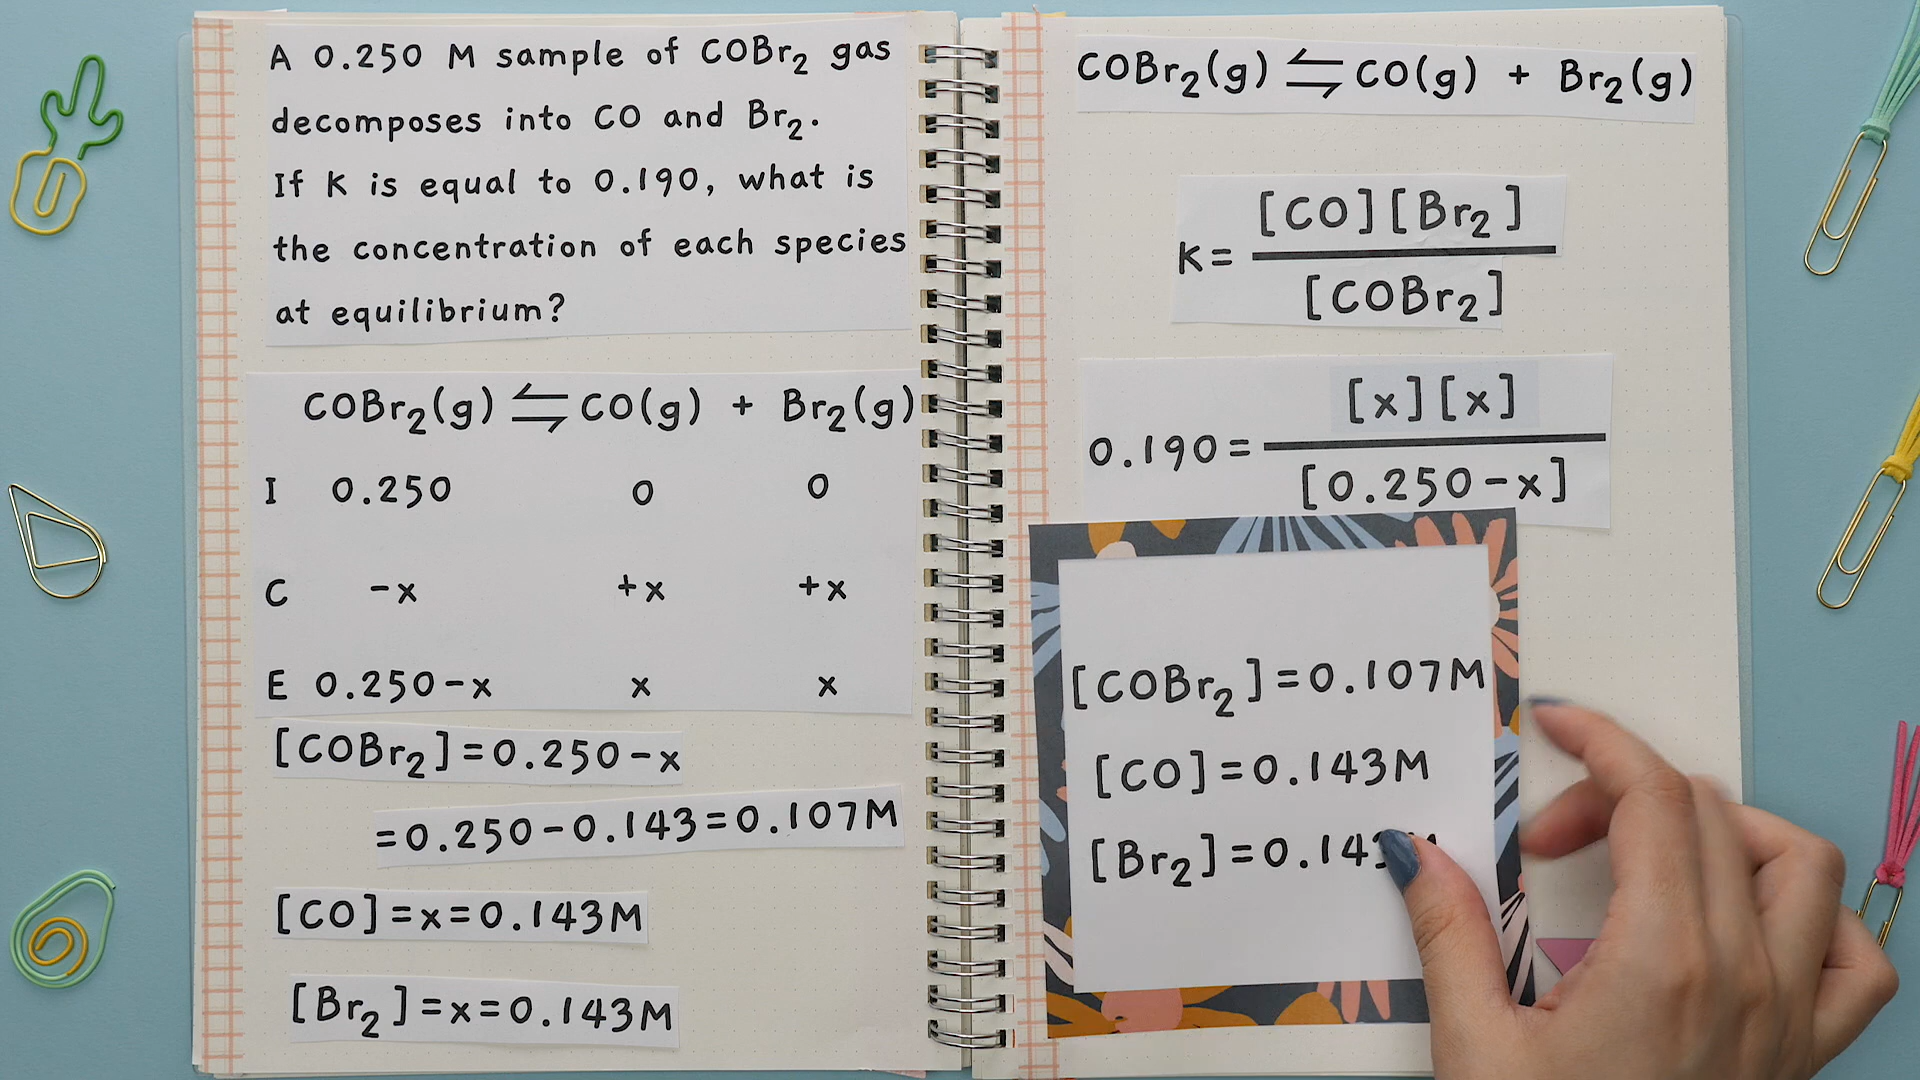 A 0.250 M sample of COBr₂ gas
decomposes into CO and Br₂.
If K is equal to 0.190, what is
the concentration of each species
at equilibrium?
COBr₂(g) ⇌ CO(g) + Br₂(g)
I 0.250 0 0
C -x +x +x
E 0.250-x x x
[COBr₂]=0.250-x
=0.250-0.143=0.107M
[CO]=x=0.143M
[Br₂]=x=0.143M
COBr₂(g) ⇌ CO(g) + Br₂(g)
[CO][Br₂]
K=
[COBr₂]
[x][x]
0.190=
[0.250-x]
[COBr₂]=0.107M
[CO]=0.143M
[Br₂]=0.143M